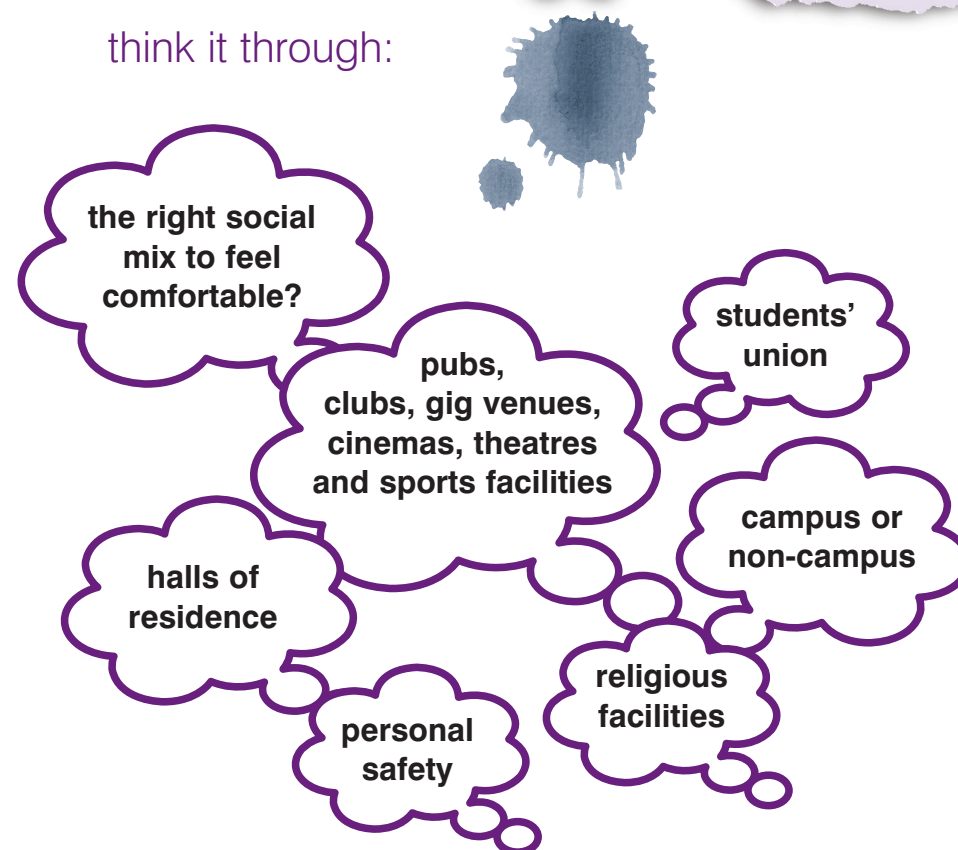 think it through:
the right social
mix to feel
comfortable?
pubs,
clubs, gig venues,
cinemas, theatres
and sports facilities
students’
union
campus or
non-campus
halls of
residence
religious
facilities
personal
safety